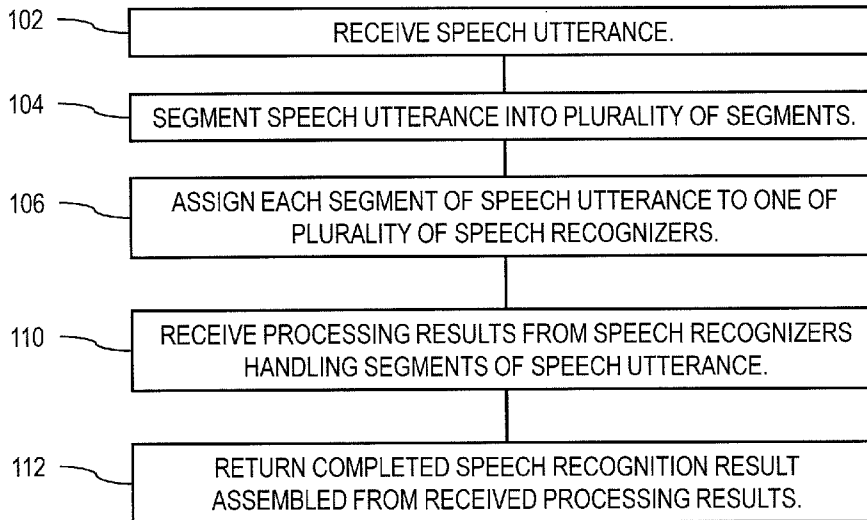 102 RECEIVE SPEECH UTTERANCE.
104 SEGMENT SPEECH UTTERANCE INTO PLURALITY OF SEGMENTS.
106 ASSIGN EACH SEGMENT OF SPEECH UTTERANCE TO ONE OF
PLURALITY OF SPEECH RECOGNIZERS.
110 RECEIVE PROCESSING RESULTS FROM SPEECH RECOGNIZERS
HANDLING SEGMENTS OF SPEECH UTTERANCE.
112 RETURN COMPLETED SPEECH RECOGNITION RESULT
ASSEMBLED FROM RECEIVED PROCESSING RESULTS.